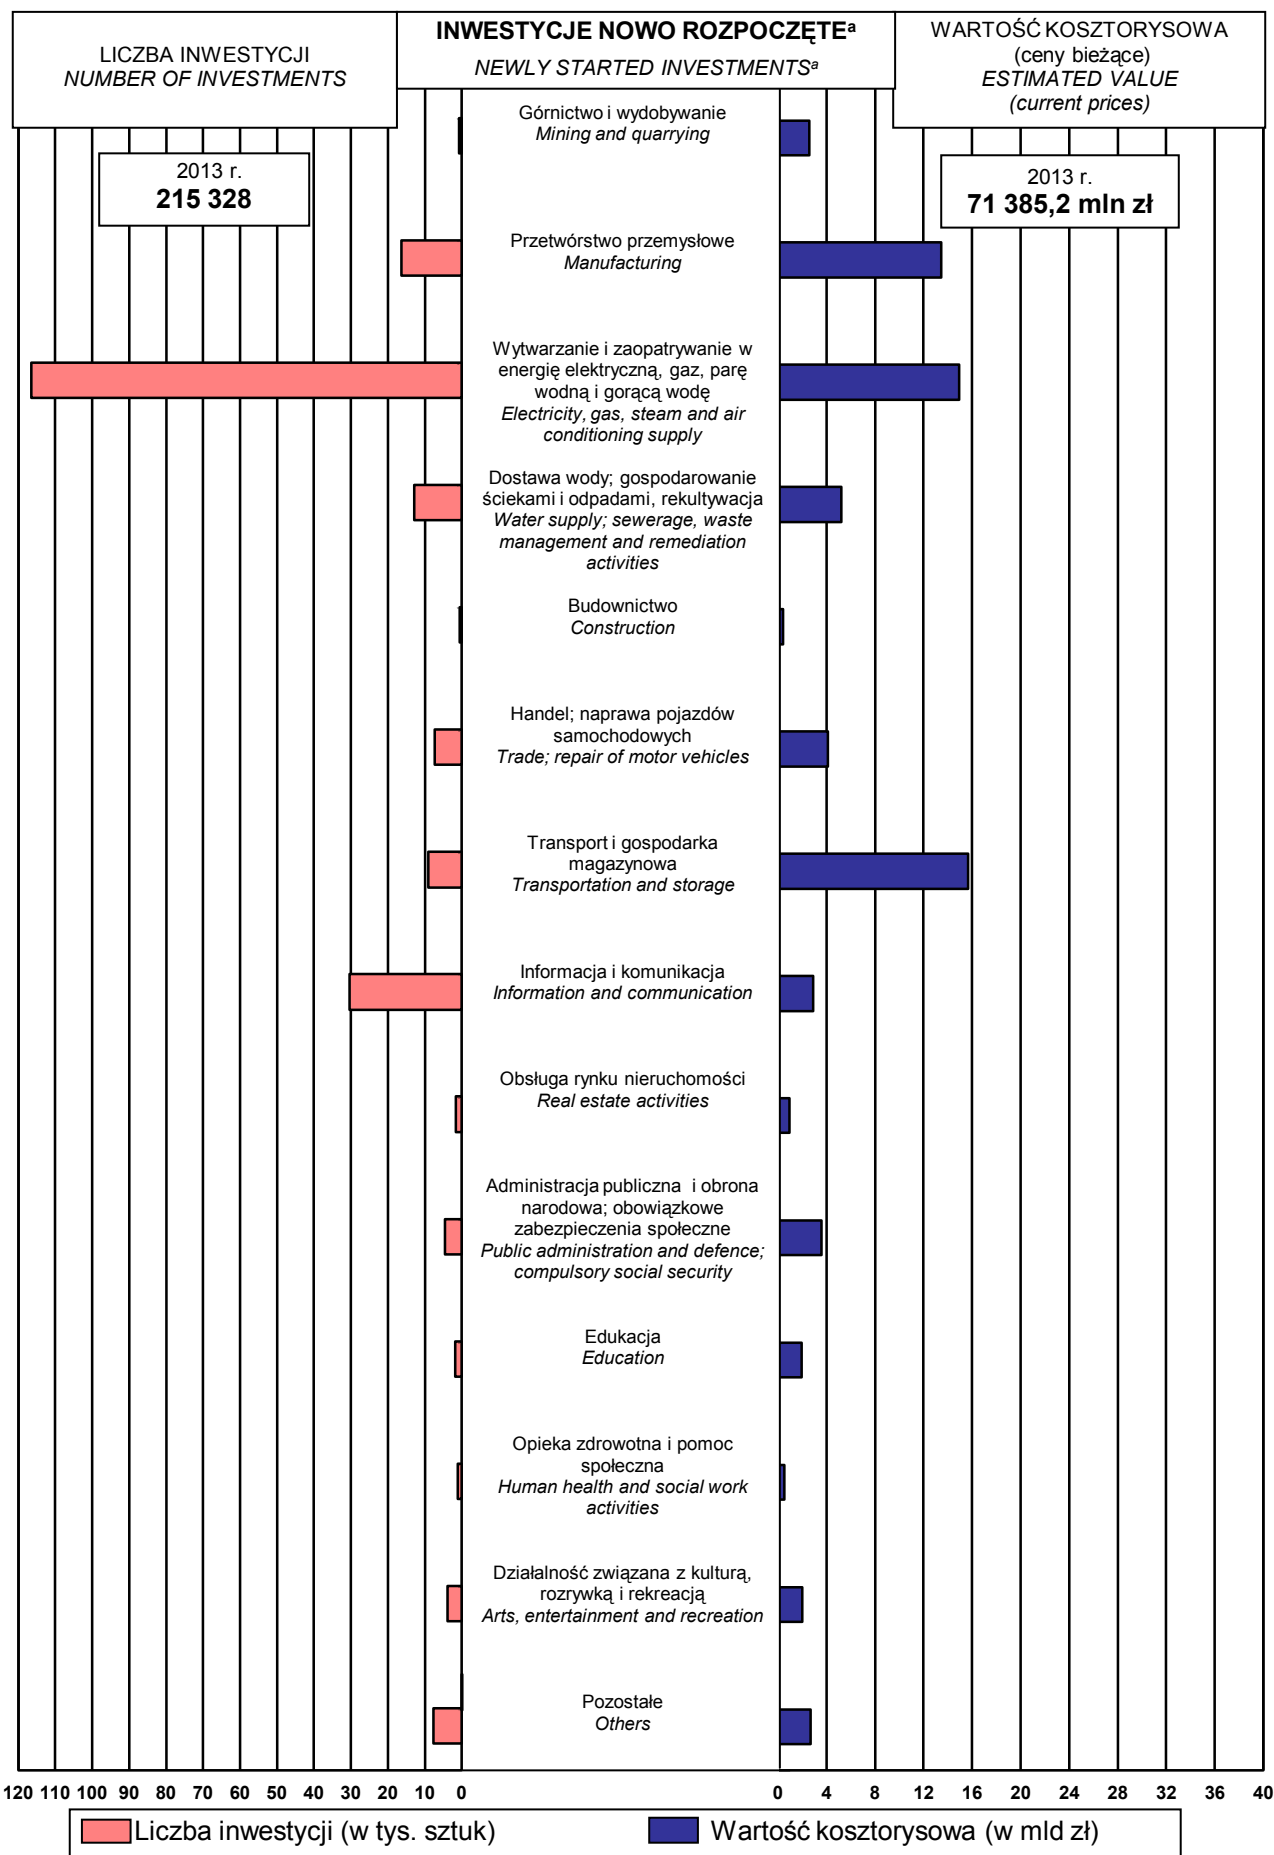 LICZBA INWESTYCJI
NUMBER OF INVESTMENTS
INWESTYCJE NOWO ROZPOCZĘTEᵃ
NEWLY STARTED INVESTMENTSᵃ
WARTOŚĆ KOSZTORYSOWA
(ceny bieżące)
ESTIMATED VALUE
(current prices)
2013 r.
215 328
2013 r.
71 385,2 mln zł
Górnictwo i wydobywanie
Mining and quarrying
Przetwórstwo przemysłowe
Manufacturing
Wytwarzanie i zaopatrywanie w
energię elektryczną, gaz, parę
wodną i gorącą wodę
Electricity, gas, steam and air
conditioning supply
Dostawa wody; gospodarowanie
ściekami i odpadami, rekultywacja
Water supply; sewerage, waste
management and remediation
activities
Budownictwo
Construction
Handel; naprawa pojazdów
samochodowych
Trade; repair of motor vehicles
Transport i gospodarka
magazynowa
Transportation and storage
Informacja i komunikacja
Information and communication
Obsługa rynku nieruchomości
Real estate activities
Administracja publiczna i obrona
narodowa; obowiązkowe
zabezpieczenia społeczne
Public administration and defence;
compulsory social security
Edukacja
Education
Opieka zdrowotna i pomoc
społeczna
Human health and social work
activities
Działalność związana z kulturą,
rozrywką i rekreacją
Arts, entertainment and recreation
Pozostałe
Others
120 110 100 90 80 70 60 50 40 30 20 10 0
0 4 8 12 16 20 24 28 32 36 40
Liczba inwestycji (w tys. sztuk)
Wartość kosztorysowa (w mld zł)